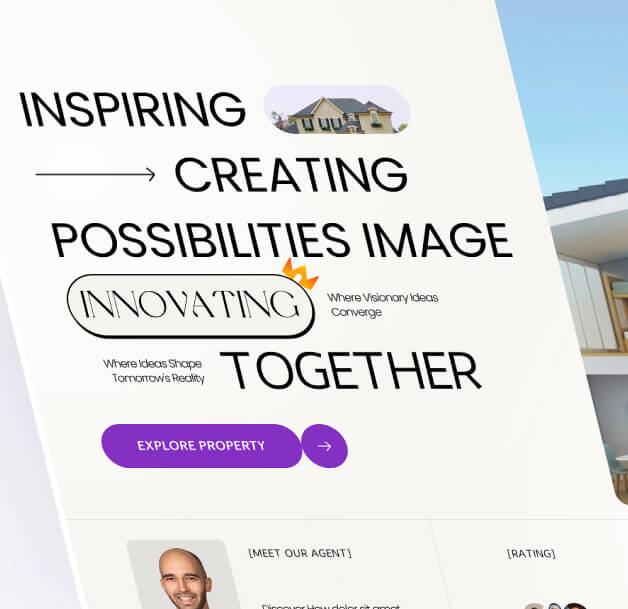 INSPIRING
CREATING
POSSIBILITIES IMAGE
INNOVATING
Where Visionary Ideas
Converge
Where Ideas Shape
Tomorrow's Reality
TOGETHER
EXPLORE PROPERTY
[MEET OUR AGENT]
[RATING]
Discover How dolor sit amet